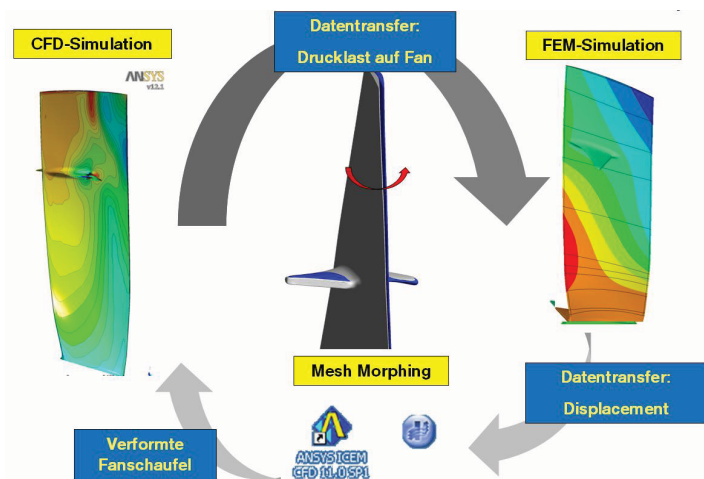 CFD-Simulation
Datentransfer:
Drucklast auf Fan
FEM-Simulation
ANSYS
v12.1
Mesh Morphing
Datentransfer:
Displacement
Verformte
Fanschaufel
ANSYS ICEM
CFD 11.0 SP1